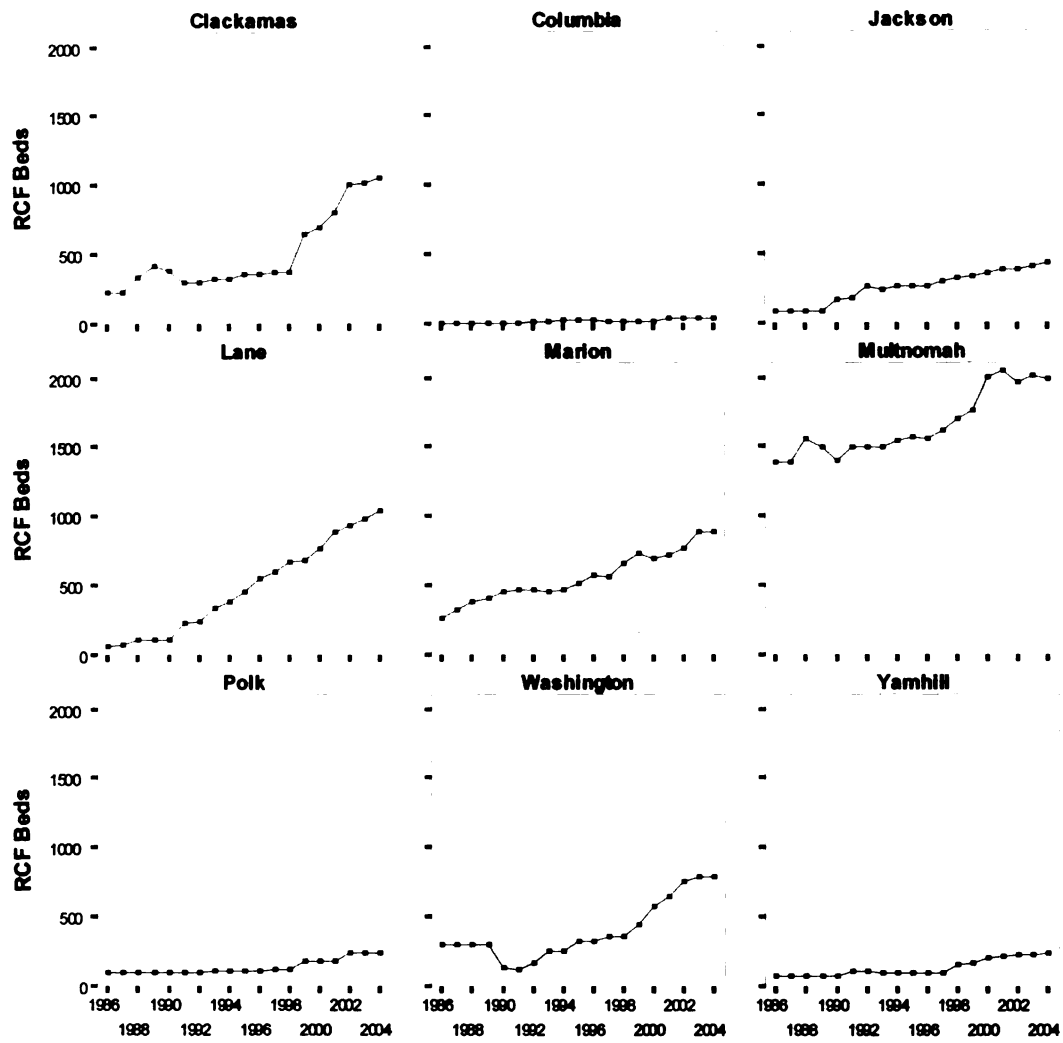 Clackamas Columbia Jackson
2000
1500
RCF Beds
1000
500
0
Lane Marion Multnomah
2000
1500
RCF Beds
1000
500
0
Polk Washington Yamhill
2000
1500
RCF Beds
1000
500
0
1986 1990 1994 1998 2002 1986 1990 1994 1998 2002 1986 1990 1994 1998 2002
1988 1992 1996 2000 2004 1988 1992 1996 2000 2004 1988 1992 1996 2000 2004